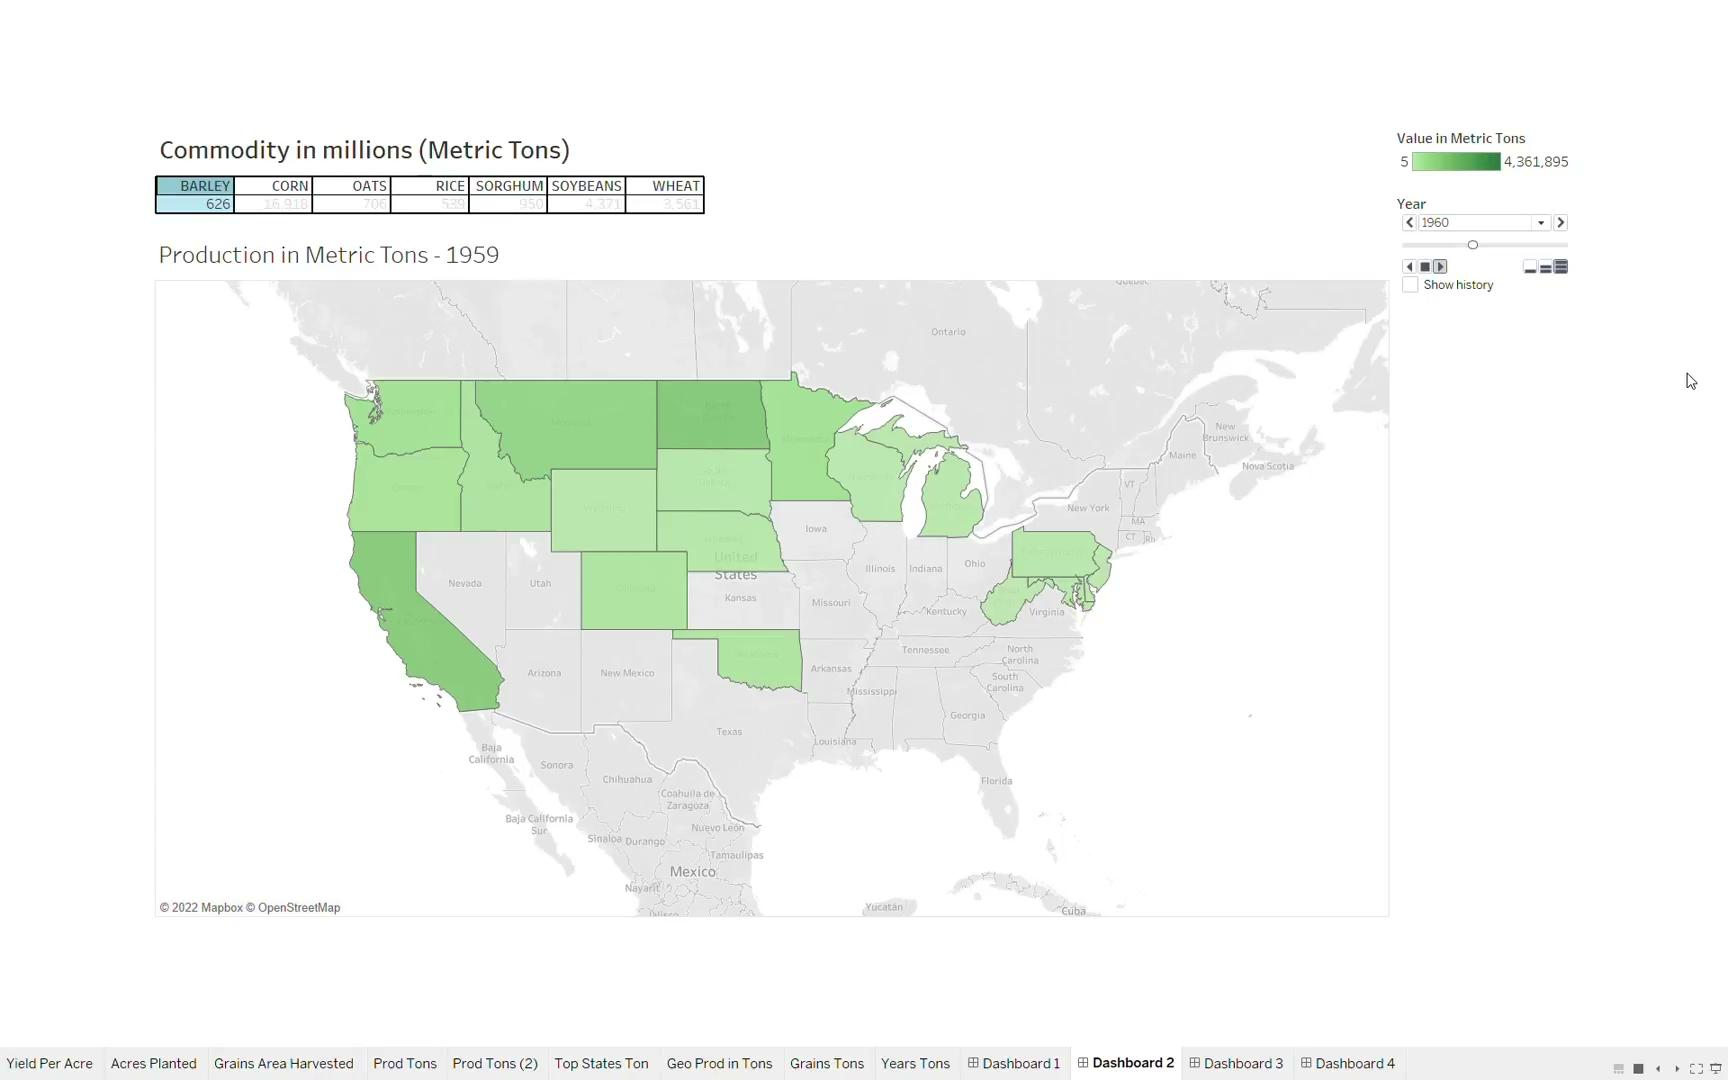 Commodity in millions (Metric Tons)
BARLEY CORN OATS RICE SORGHUM SOYBEANS WHEAT
626 16,918 706 539 950 4,371 3,561
Production in Metric Tons - 1959
Value in Metric Tons
5 4,361,895
Year
1960
Show history
Ontario
New Brunswick
Maine
Nova Scotia
VT
New York
MA
CT
Iowa
United States
Nevada
Utah
Illinois
Indiana
Ohio
Kansas
Missouri
Kentucky
Virginia
Tennessee
North Carolina
Arizona
New Mexico
Arkansas
South Carolina
Mississippi
Georgia
Texas
Louisiana
Baja California
Sonora
Chihuahua
Florida
Coahuila de Zaragoza
Baja California Sur
Nuevo León
Sinaloa
Durango
Tamaulipas
Mexico
Nayarit
Yucatán
Cuba
© 2022 Mapbox © OpenStreetMap
Yield Per Acre Acres Planted Grains Area Harvested Prod Tons Prod Tons (2) Top States Ton Geo Prod in Tons Grains Tons Years Tons Dashboard 1 Dashboard 2 Dashboard 3 Dashboard 4